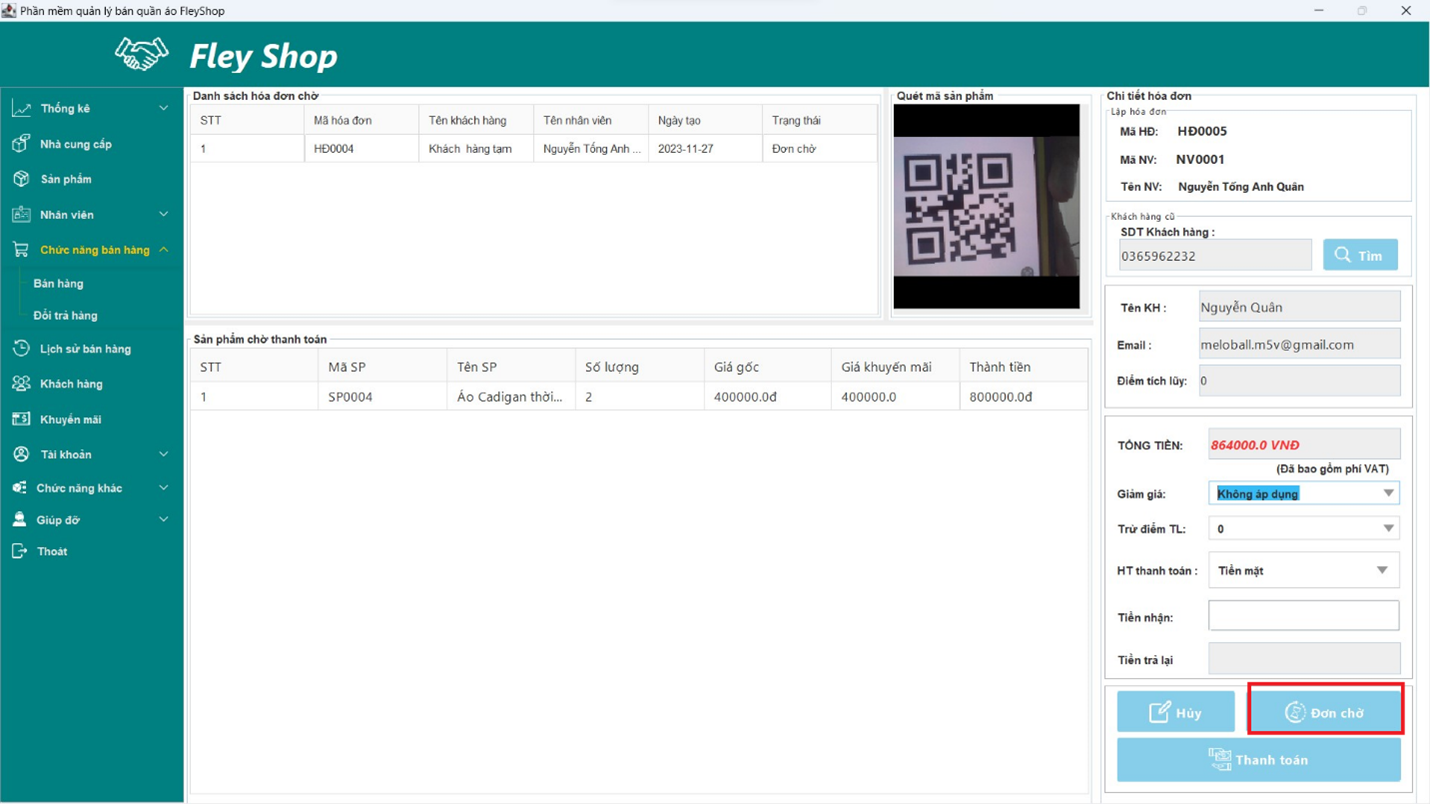 Phần mềm quản lý bán quần áo FleyShop
Fley Shop
Thống kê
Nhà cung cấp
Sản phẩm
Nhân viên
Chức năng bán hàng
Bán hàng
Đổi trả hàng
Lịch sử bán hàng
Khách hàng
Khuyến mãi
Tài khoản
Chức năng khác
Giúp đỡ
Thoát
Danh sách hóa đơn chờ
STT Mã hóa đơn Tên khách hàng Tên nhân viên Ngày tạo Trạng thái
1 HĐ0004 Khách hàng tạm Nguyễn Tống Anh ... 2023-11-27 Đơn chờ
Quét mã sản phẩm
Sản phẩm chờ thanh toán
STT Mã SP Tên SP Số lượng Giá gốc Giá khuyến mãi Thành tiền
1 SP0004 Áo Cadigan thời... 2 400000.0đ 400000.0 800000.0đ
Chi tiết hóa đơn
Lập hóa đơn
Mã HĐ: HĐ0005
Mã NV: NV0001
Tên NV: Nguyễn Tống Anh Quân
Khách hàng cũ
SDT Khách hàng :
0365962232 Tìm
Tên KH : Nguyễn Quân
Email : meloball.m5v@gmail.com
Điểm tích lũy: 0
TỔNG TIỀN: 864000.0 VNĐ
(Đã bao gồm phí VAT)
Giảm giá: Không áp dụng
Trừ điểm TL: 0
HT thanh toán : Tiền mặt
Tiền nhận:
Tiền trả lại
Hủy Đơn chờ
Thanh toán